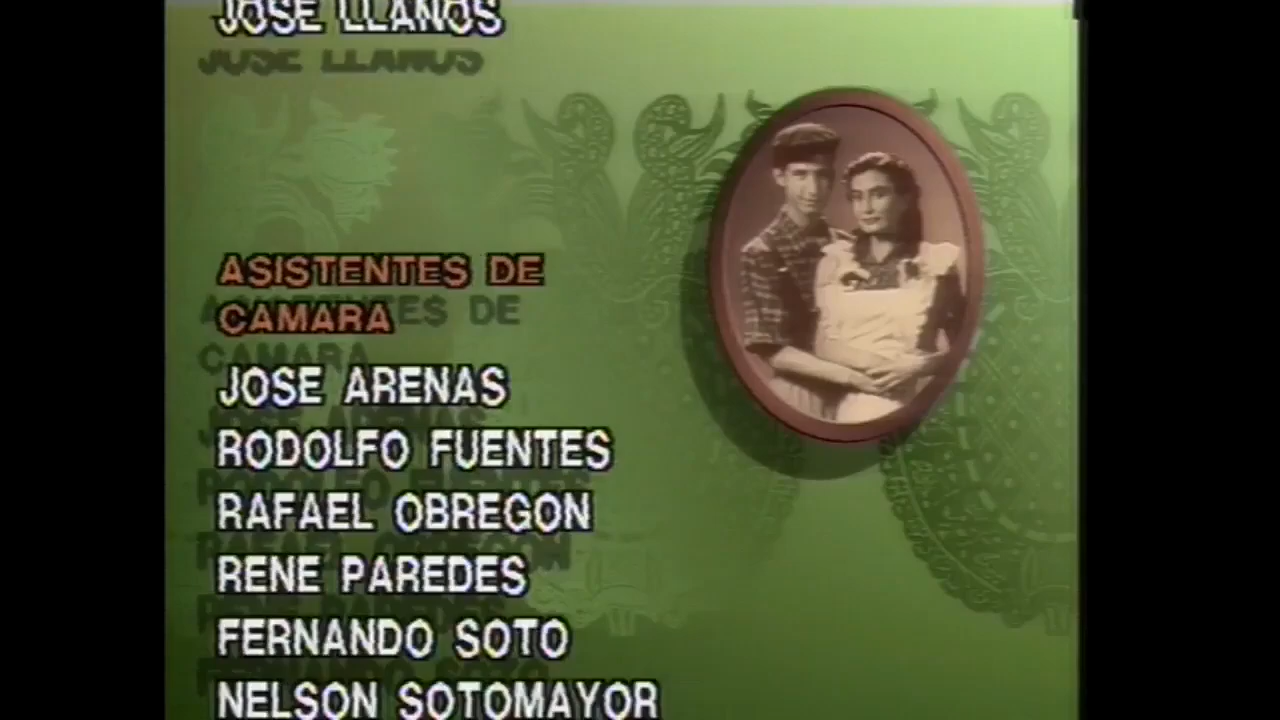 JOSE LLANOS
ASISTENTES DE
CAMARA
JOSE ARENAS
RODOLFO FUENTES
RAFAEL OBREGON
RENE PAREDES
FERNANDO SOTO
NELSON SOTOMAYOR